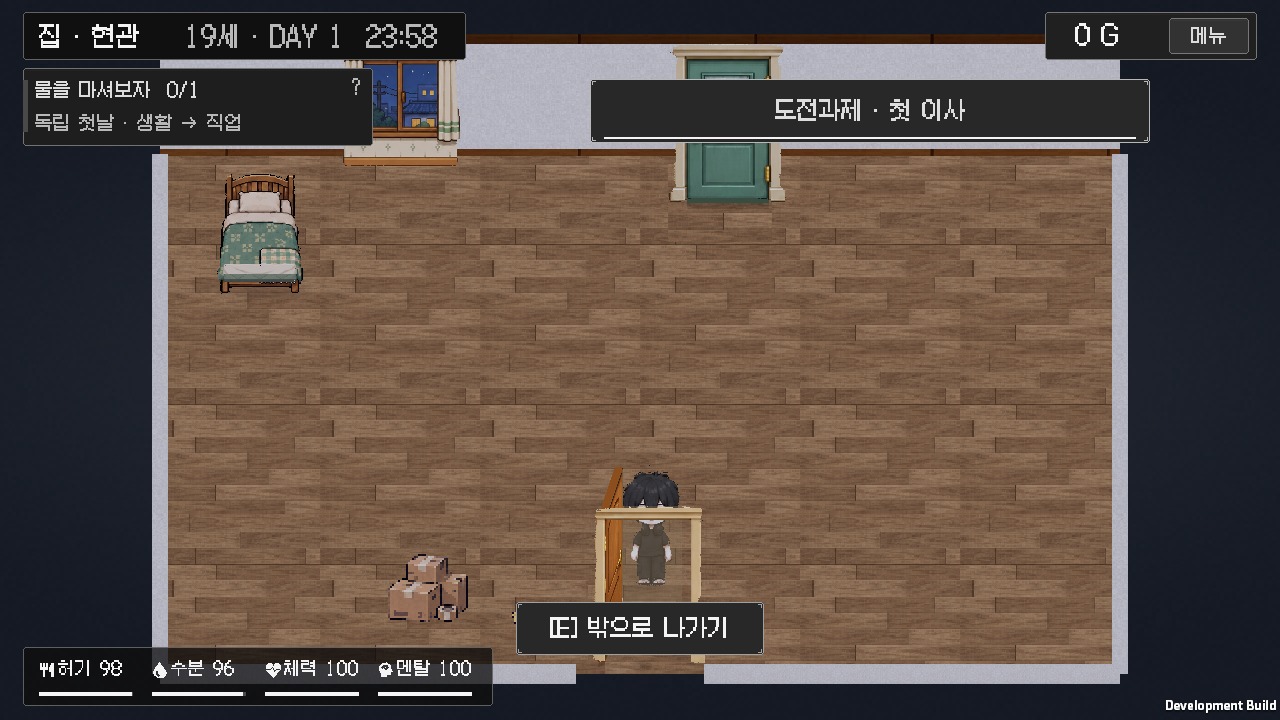 집 · 현관 19세 · DAY 1 23:58
0 G 메뉴
물을 마셔보자 0/1 ?
독립 첫날 · 생활 → 직업
도전과제 · 첫 이사
[E] 밖으로 나가기
허기 98 수분 96 체력 100 멘탈 100
Development Build